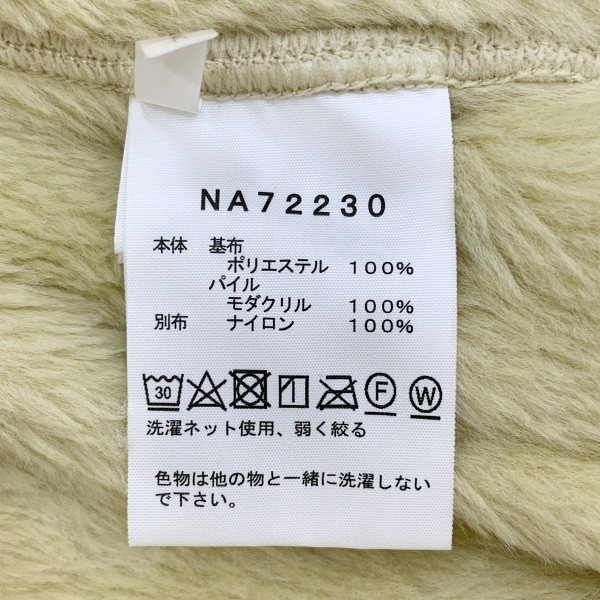 NA72230
本体 基布
ポリエステル 100%
パイル
モダクリル 100%
別布 ナイロン 100%
30 F W
洗濯ネット使用、弱く絞る
色物は他の物と一緒に洗濯しない
で下さい。